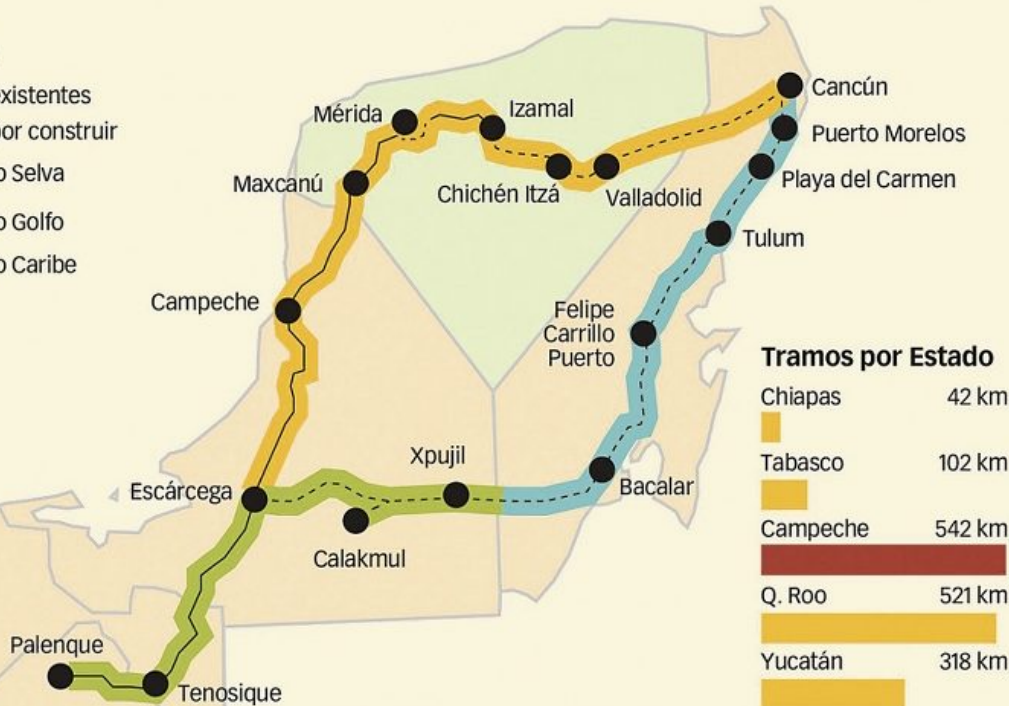 existentes
por construir
o Selva
o Golfo
o Caribe
Cancún
Mérida
Izamal
Puerto Morelos
Maxcanú
Chichén Itzá
Valladolid
Playa del Carmen
Tulum
Campeche
Felipe
Carrillo
Puerto
Xpujil
Escárcega
Bacalar
Calakmul
Palenque
Tenosique
Tramos por Estado
Chiapas 42 km
Tabasco 102 km
Campeche 542 km
Q. Roo 521 km
Yucatán 318 km